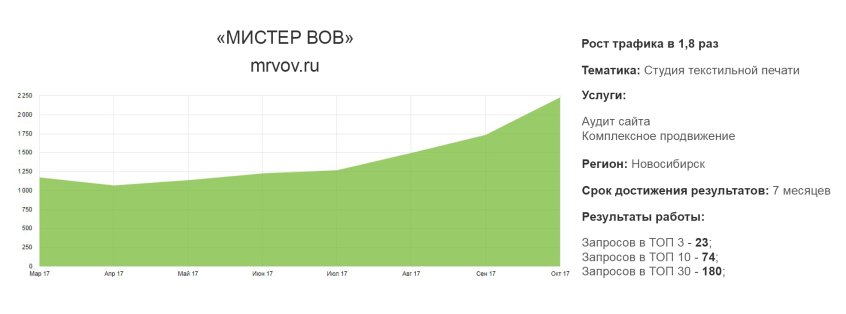 «МИСТЕР ВОВ»
mrvov.ru
2 250
2 000
1 750
1 500
1 250
1 000
750
500
250
0
Мар 17 Апр 17 Май 17 Июн 17 Июл 17 Авг 17 Сен 17 Окт 17
Рост трафика в 1,8 раз
Тематика: Студия текстильной печати
Услуги:
Аудит сайта
Комплексное продвижение
Регион: Новосибирск
Срок достижения результатов: 7 месяцев
Результаты работы:
Запросов в ТОП 3 - 23;
Запросов в ТОП 10 - 74;
Запросов в ТОП 30 - 180;